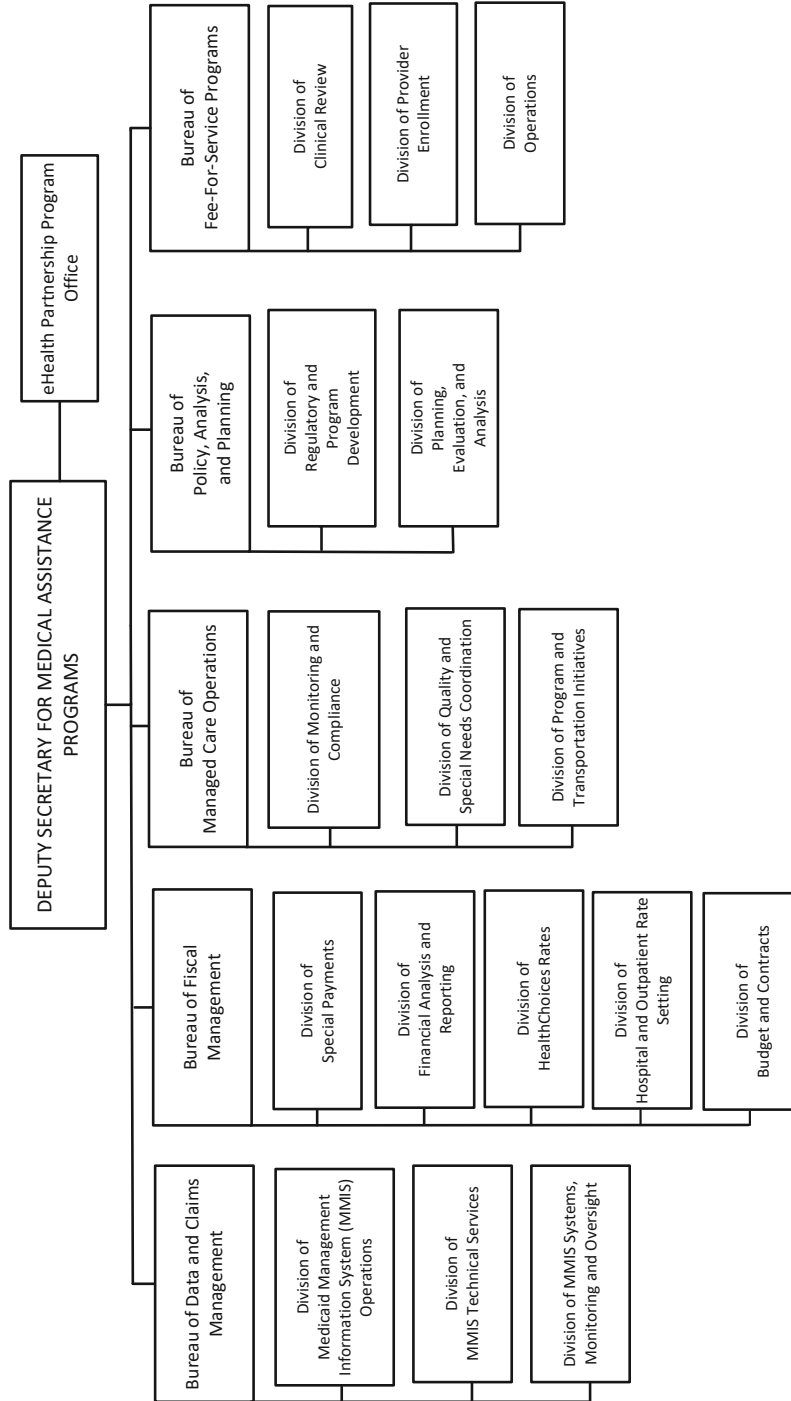 DEPUTY SECRETARY FOR MEDICAL ASSISTANCE
PROGRAMS
eHealth Partnership Program
Office
Bureau of Data and Claims
Management
Division of
Medicaid Management
Information System (MMIS)
Operations
Division of
MMIS Technical Services
Division of MMIS Systems,
Monitoring and Oversight
Bureau of Fiscal
Management
Division of
Special Payments
Division of
Financial Analysis and
Reporting
Division of
HealthChoices Rates
Division of
Hospital and Outpatient Rate
Setting
Division of
Budget and Contracts
Bureau of
Managed Care Operations
Division of Monitoring and
Compliance
Division of Quality and
Special Needs Coordination
Division of Program and
Transportation Initiatives
Bureau of
Policy, Analysis,
and Planning
Division of
Regulatory and
Program
Development
Division of
Planning,
Evaluation, and
Analysis
Bureau of
Fee-For-Service Programs
Division of
Clinical Review
Division of Provider
Enrollment
Division of
Operations